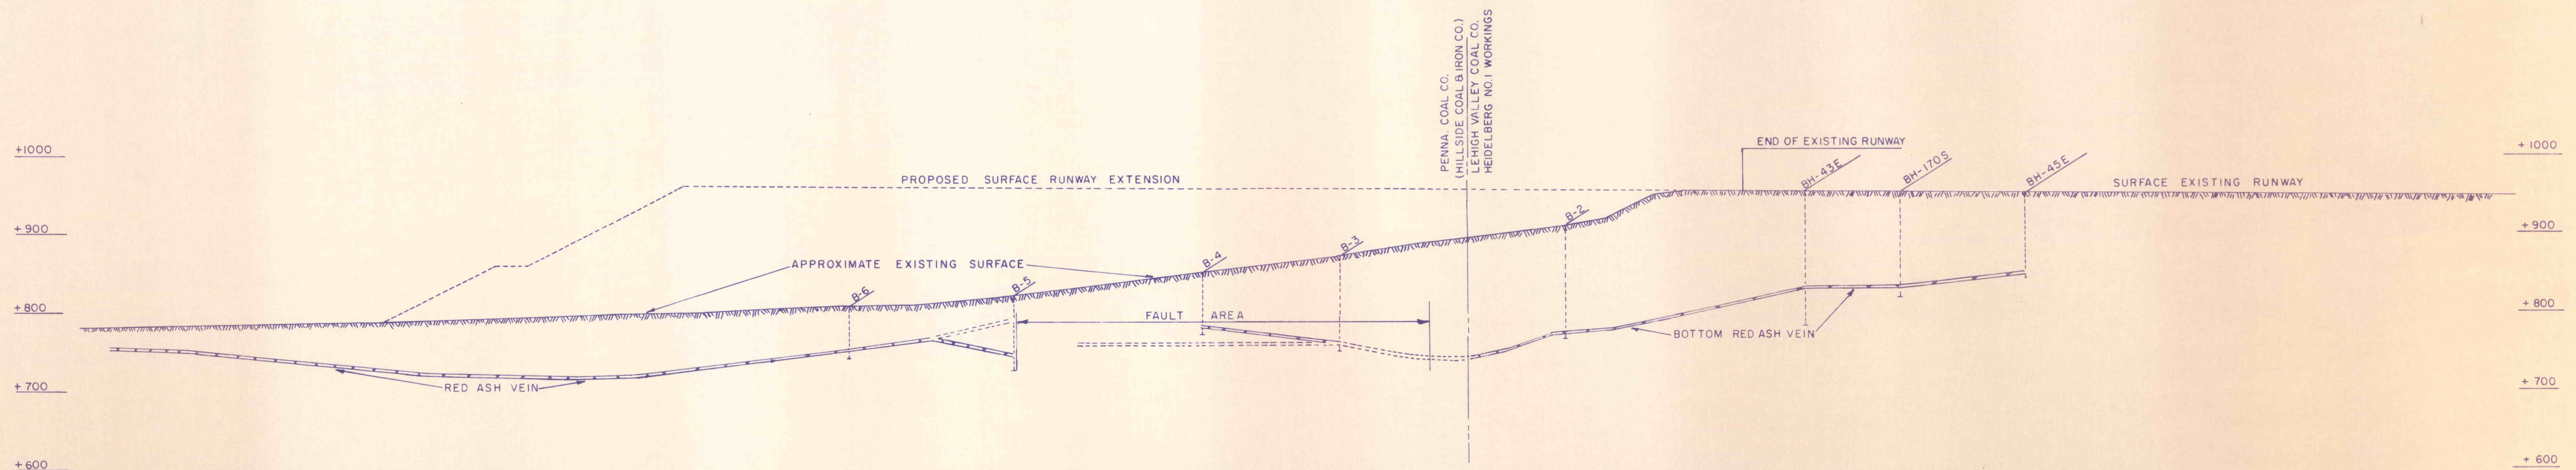 PENNA. COAL CO.
(HILLSIDE COAL & IRON CO.)
LEHIGH VALLEY COAL CO.
HEIDELBERG NO.1 WORKINGS
END OF EXISTING RUNWAY
+1000
+ 1000
PROPOSED SURFACE RUNWAY EXTENSION
BH-43E
BH-170S
BH-45E
SURFACE EXISTING RUNWAY
B-2
+ 900
+ 900
B-3
B-4
APPROXIMATE EXISTING SURFACE
B-5
B-6
+ 800
+ 800
FAULT AREA
BOTTOM RED ASH VEIN
+ 700
+ 700
RED ASH VEIN
+ 600
+ 600